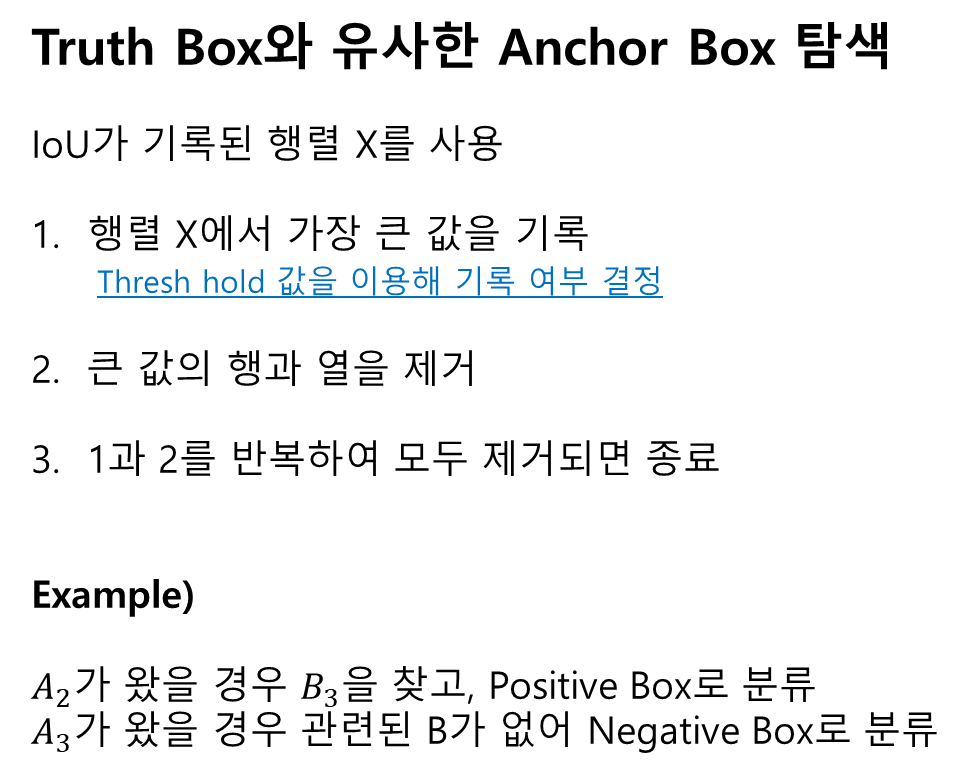 Truth Box와 유사한 Anchor Box 탐색
IoU가 기록된 행렬 X를 사용
1. 행렬 X에서 가장 큰 값을 기록
Thresh hold 값을 이용해 기록 여부 결정
2. 큰 값의 행과 열을 제거
3. 1과 2를 반복하여 모두 제거되면 종료
Example)
A₂가 왔을 경우 B₃을 찾고, Positive Box로 분류
A₃가 왔을 경우 관련된 B가 없어 Negative Box로 분류